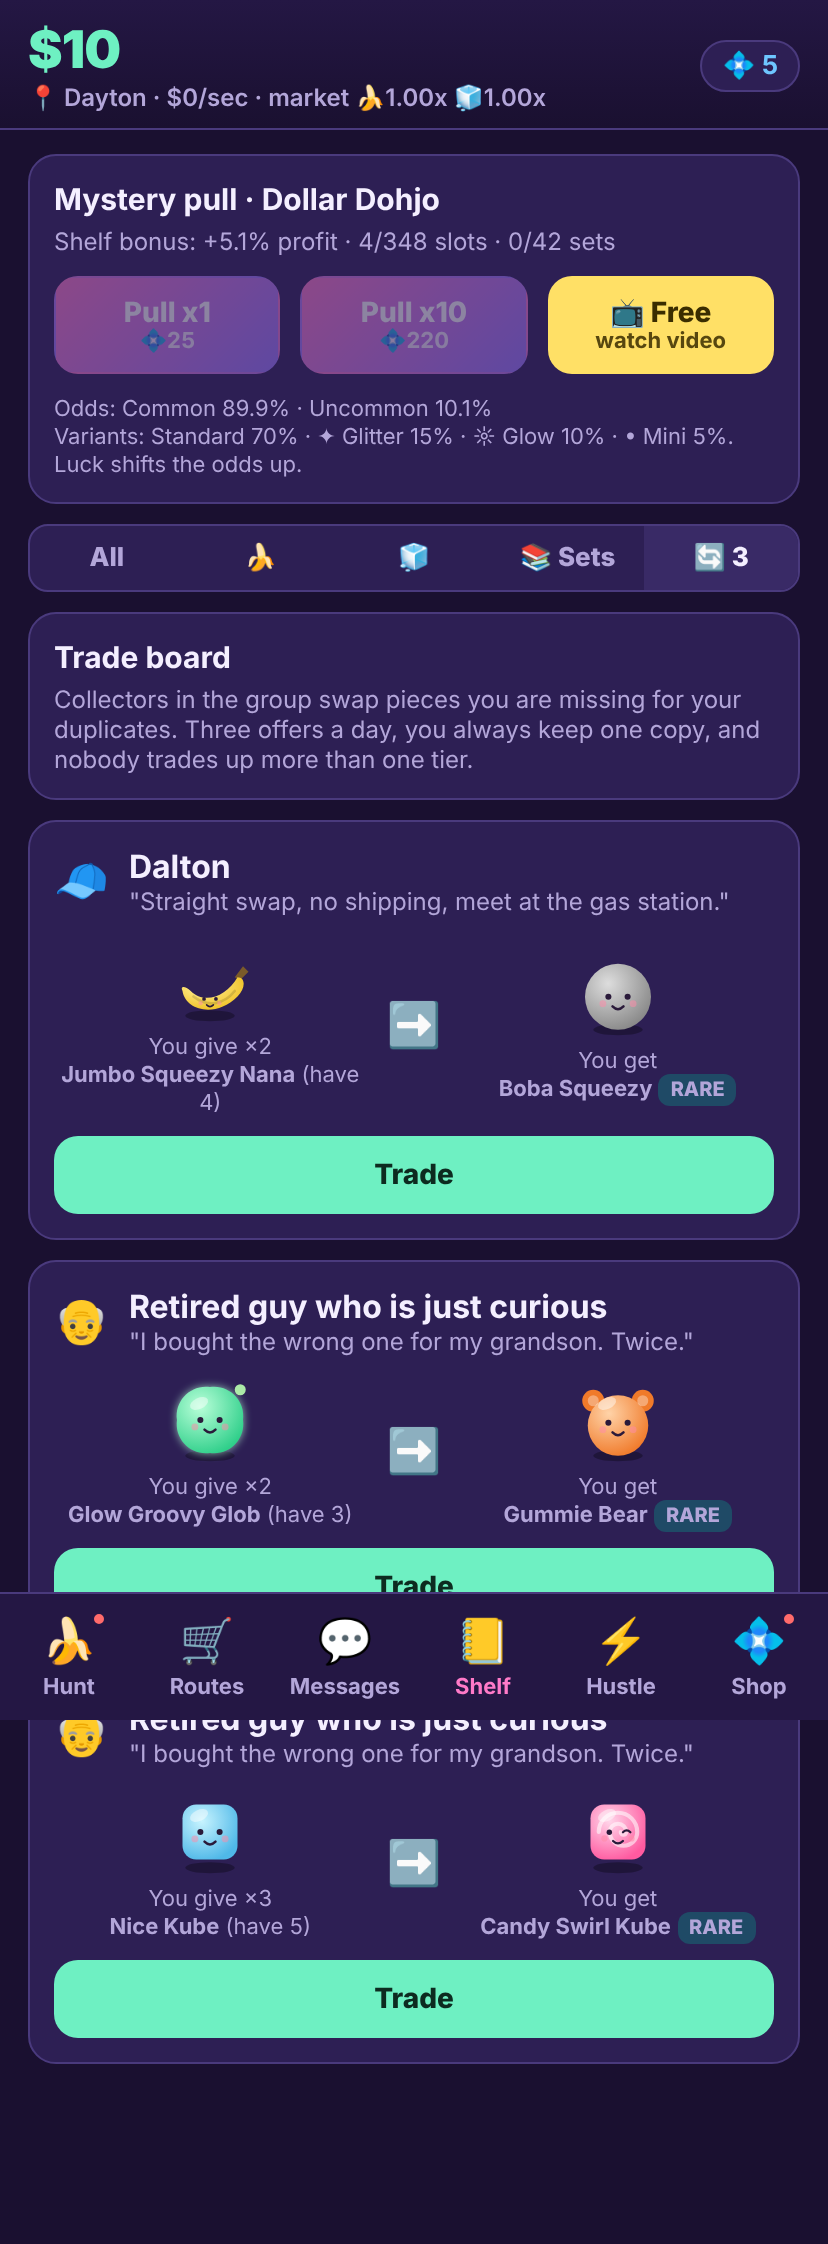 $10
📍 Dayton · $0/sec · market 🍌1.00x 🧊1.00x
💠 5
Mystery pull · Dollar Dohjo
Shelf bonus: +5.1% profit · 4/348 slots · 0/42 sets
Pull x1
💠25
Pull x10
💠220
📺 Free
watch video
Odds: Common 89.9% · Uncommon 10.1%
Variants: Standard 70% · ✦ Glitter 15% · ☼ Glow 10% · • Mini 5%.
Luck shifts the odds up.
All
📚 Sets
🔄 3
Trade board
Collectors in the group swap pieces you are missing for your
duplicates. Three offers a day, you always keep one copy, and
nobody trades up more than one tier.
Dalton
"Straight swap, no shipping, meet at the gas station."
You give ×2
Jumbo Squeezy Nana (have
4)
You get
Boba Squeezy RARE
Trade
Retired guy who is just curious
"I bought the wrong one for my grandson. Twice."
You give ×2
Glow Groovy Glob (have 3)
You get
Gummie Bear RARE
Trade
Hunt
Routes
Messages
Shelf
Hustle
Shop
Retired guy who is just curious
"I bought the wrong one for my grandson. Twice."
You give ×3
Nice Kube (have 5)
You get
Candy Swirl Kube RARE
Trade